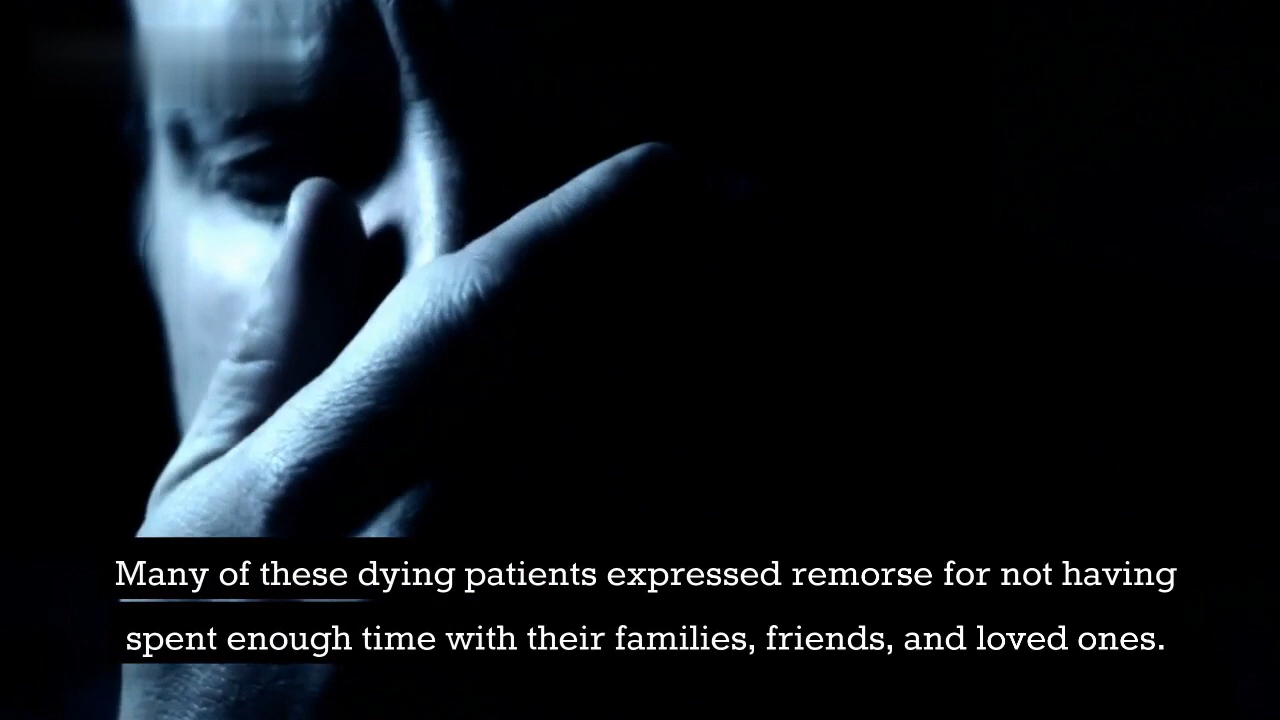 Many of these dying patients expressed remorse for not having
spent enough time with their families, friends, and loved ones.